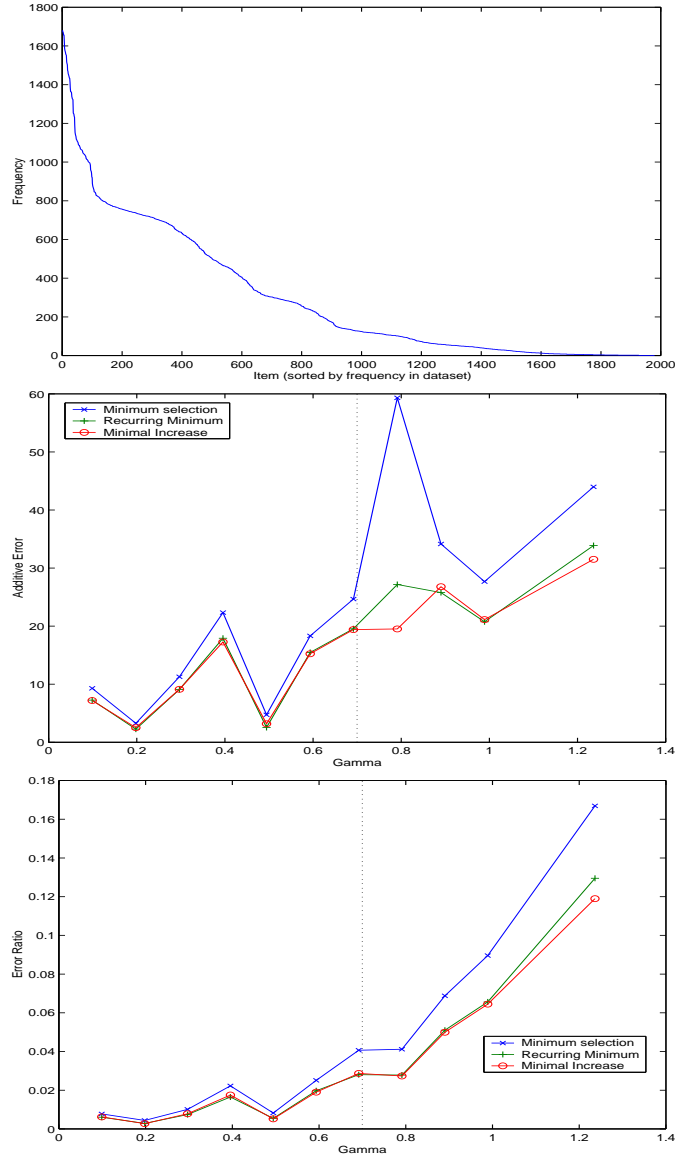 1800
1600
1400
1200
1000
800
600
400
200
0
Frequency
0 200 400 600 800 1000 1200 1400 1600 1800 2000
Item (sorted by frequency in dataset)
60
50
40
30
20
10
0
Additive Error
Minimum selection
Recurring Minimum
Minimal Increase
0 0.2 0.4 0.6 0.8 1 1.2 1.4
Gamma
0.18
0.16
0.14
0.12
0.1
0.08
0.06
0.04
0.02
0
Error Ratio
Minimum selection
Recurring Minimum
Minimal Increase
0 0.2 0.4 0.6 0.8 1 1.2 1.4
Gamma